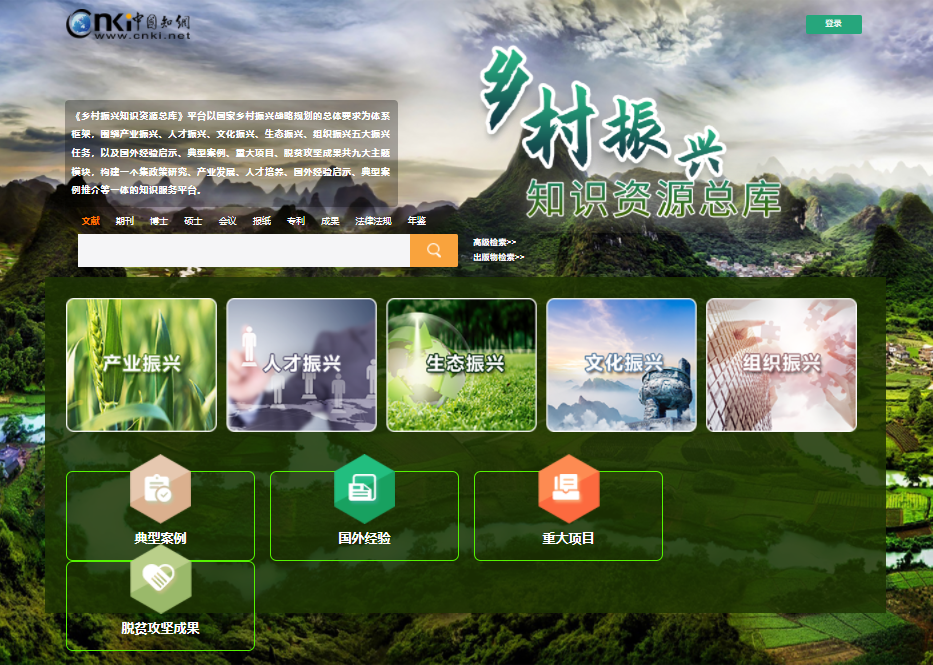 cnki中国知網
www.cnki.net
登录
乡村振兴
知识资源总库
《乡村振兴知识资源总库》平台以国家乡村振兴战略规划的总体要求为体系
框架，围绕产业振兴、人才振兴、文化振兴、生态振兴、组织振兴五大振兴
任务，以及国外经验启示、典型案例、重大项目、脱贫攻坚成果共九大主题
模块，构建一个集政策研究、产业发展、人才培养、国外经验启示、典型案
例推介等一体的知识服务平台。
文献 期刊 博士 硕士 会议 报纸 专利 成果 法律法规 年鉴
高级检索>>
出版物检索>>
产业振兴 人才振兴 生态振兴 文化振兴 组织振兴
典型案例 国外经验 重大项目
脱贫攻坚成果